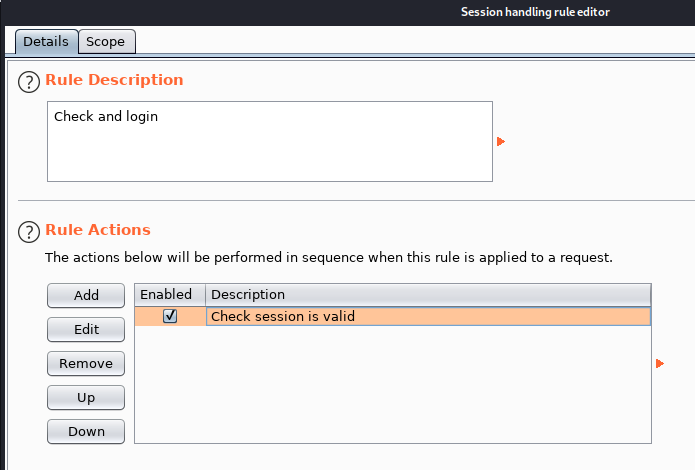 Session handling rule editor
Details
Scope
? Rule Description
Check and login
? Rule Actions
The actions below will be performed in sequence when this rule is applied to a request.
Add
Edit
Remove
Up
Down
Enabled
Description
Check session is valid